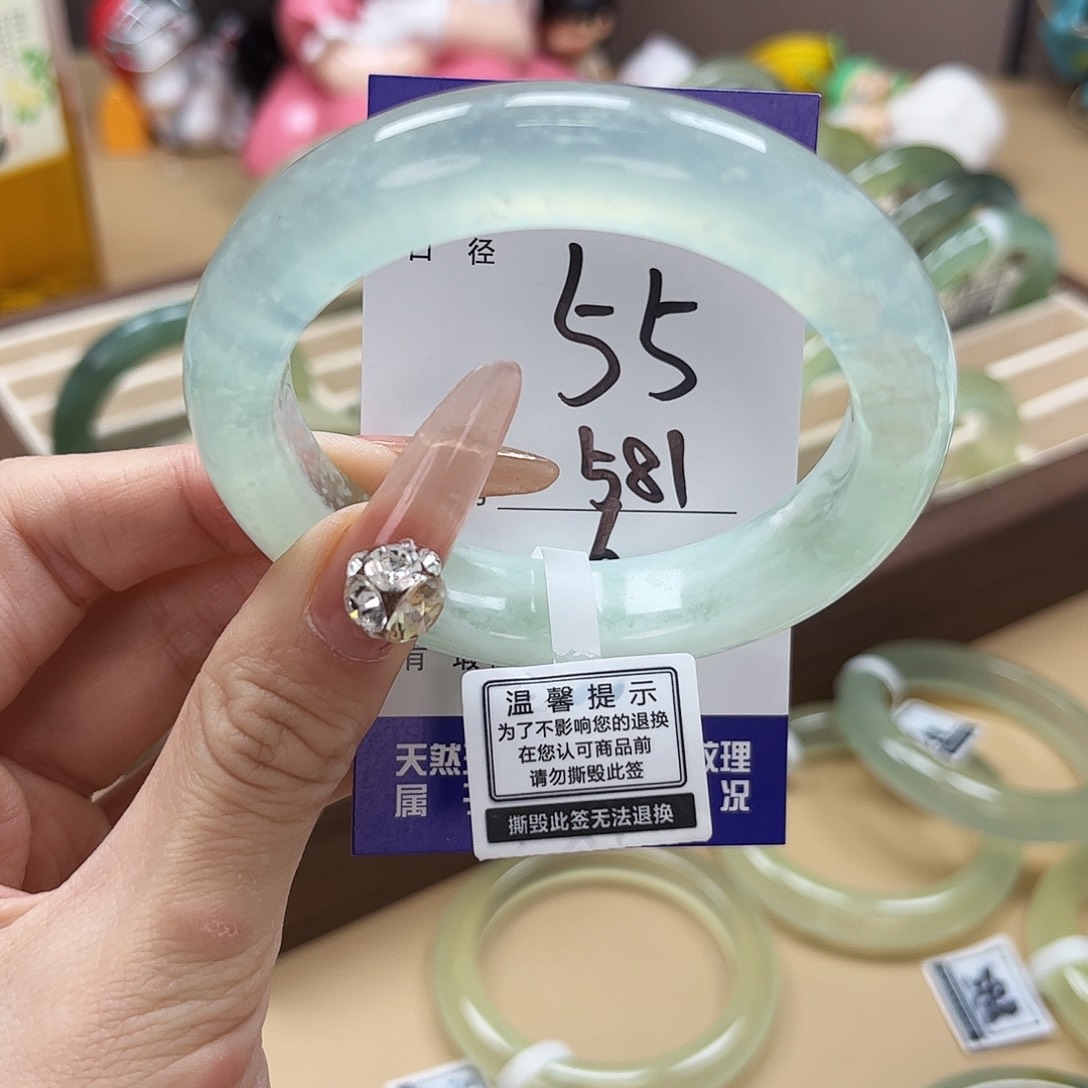 口 径
55
581
温馨提示
为了不影响您的退换
在您认可商品前
请勿撕毁此签
撕毁此签无法退换
有
天然 纹理
属 况